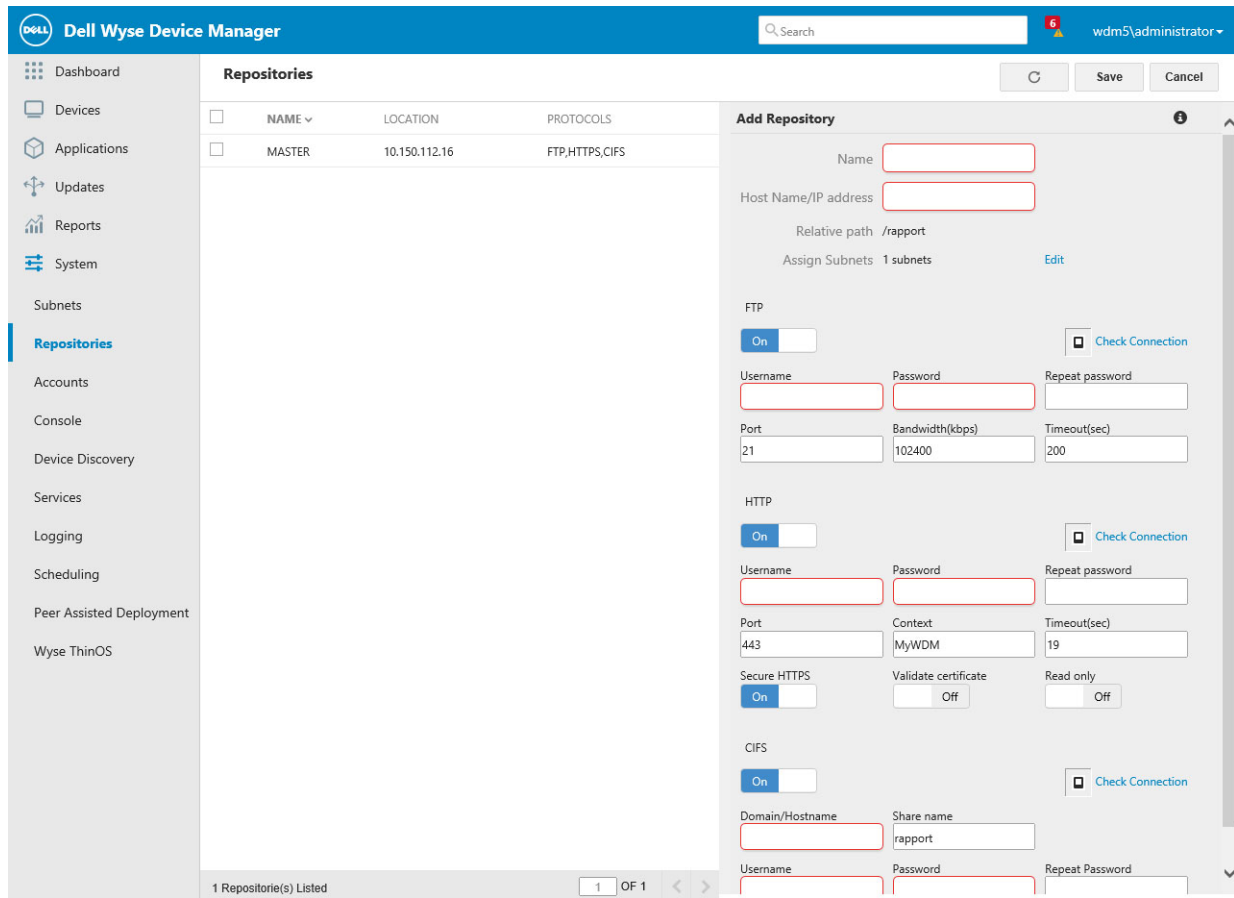 DELL Dell Wyse Device Manager
Search
6
wdm5\administrator
Dashboard
Devices
Applications
Updates
Reports
System
Subnets
Repositories
Accounts
Console
Device Discovery
Services
Logging
Scheduling
Peer Assisted Deployment
Wyse ThinOS
Repositories
Save Cancel
NAME LOCATION PROTOCOLS
MASTER 10.150.112.16 FTP,HTTPS,CIFS
1 Repositorie(s) Listed
1 OF 1
Add Repository
Name
Host Name/IP address
Relative path /rapport
Assign Subnets 1 subnets Edit
FTP
On Check Connection
Username Password Repeat password
Port Bandwidth(kbps) Timeout(sec)
21 102400 200
HTTP
On Check Connection
Username Password Repeat password
Port Context Timeout(sec)
443 MyWDM 19
Secure HTTPS Validate certificate Read only
On Off Off
CIFS
On Check Connection
Domain/Hostname Share name
rapport
Username Password Repeat Password